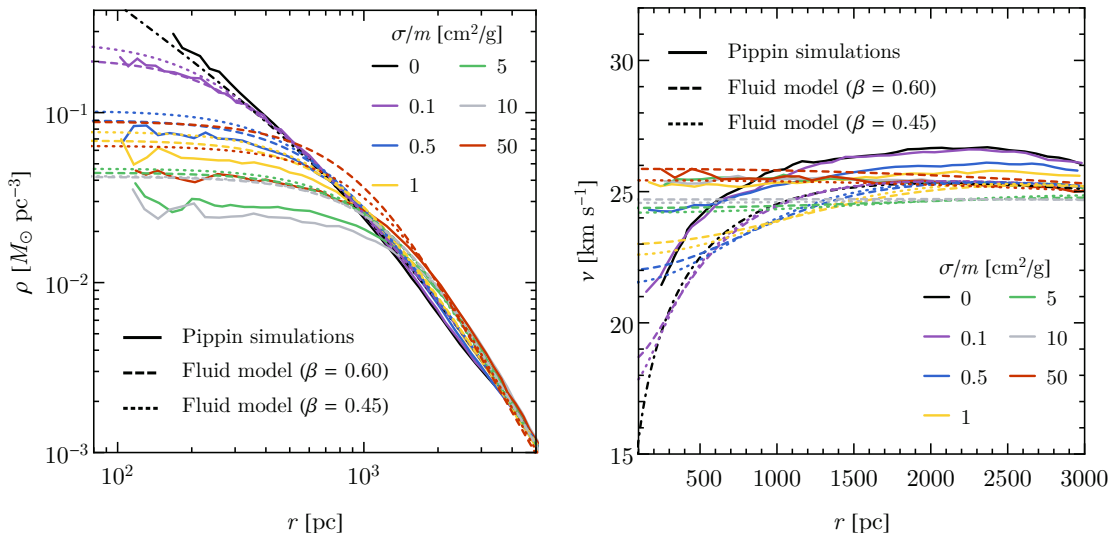 σ/m [cm²/g]
0 5
0.1 10
0.5 50
1
10⁻¹
10⁻²
10⁻³
ρ [M⊙ pc⁻³]
Pippin simulations
Fluid model (β = 0.60)
Fluid model (β = 0.45)
10² 10³
r [pc]
30
25
20
15
ν [km s⁻¹]
Pippin simulations
Fluid model (β = 0.60)
Fluid model (β = 0.45)
σ/m [cm²/g]
0 5
0.1 10
0.5 50
1
500 1000 1500 2000 2500 3000
r [pc]